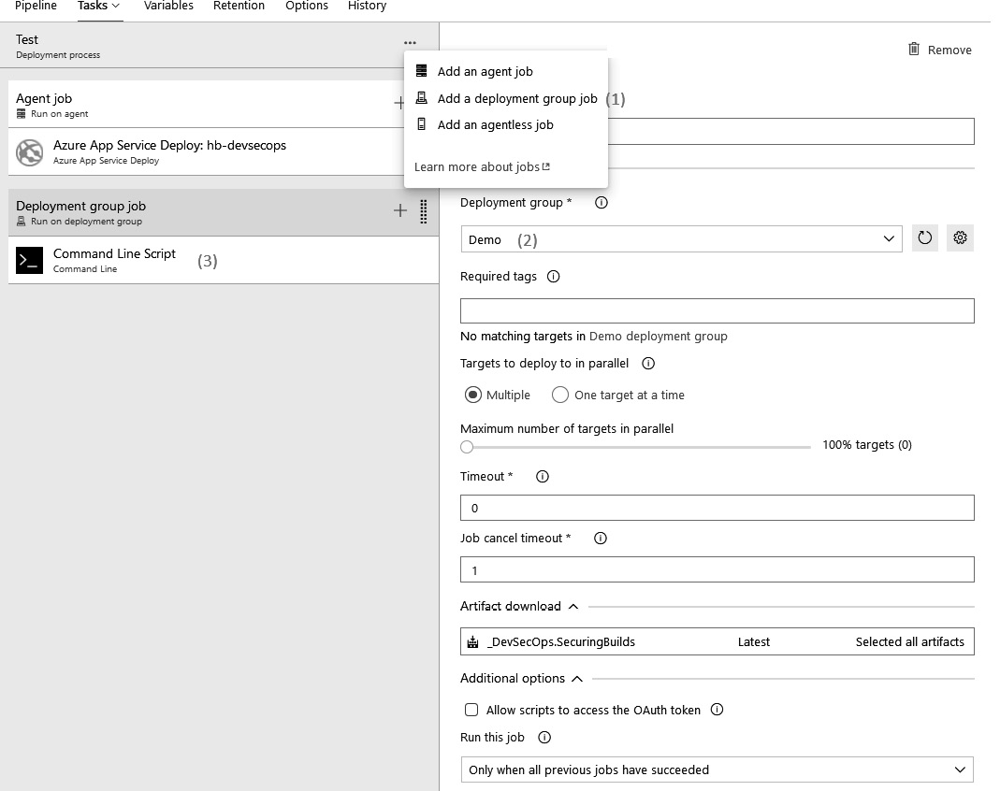 Pipeline Tasks Variables Retention Options History
Test
Deployment process
Agent job
Run on agent
Azure App Service Deploy: hb-devsecops
Azure App Service Deploy
Deployment group job
Run on deployment group
Command Line Script (3)
Command Line
Add an agent job
Add a deployment group job (1)
Add an agentless job
Learn more about jobs
Remove
Deployment group *
Demo (2)
Required tags
No matching targets in Demo deployment group
Targets to deploy to in parallel
Multiple One target at a time
Maximum number of targets in parallel
100% targets (0)
Timeout *
0
Job cancel timeout *
1
Artifact download
_DevSecOps.SecuringBuilds Latest Selected all artifacts
Additional options
Allow scripts to access the OAuth token
Run this job
Only when all previous jobs have succeeded